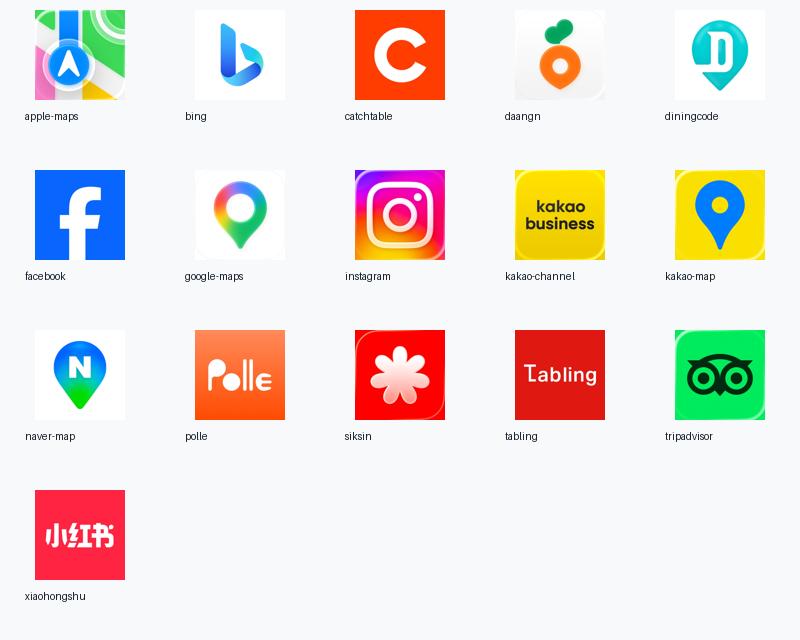 apple-maps
bing
catchtable
daangn
D
diningcode
facebook
google-maps
instagram
kakao
business
kakao-channel
kakao-map
N
naver-map
Polle
polle
siksin
Tabling
tabling
tripadvisor
小红书
xiaohongshu